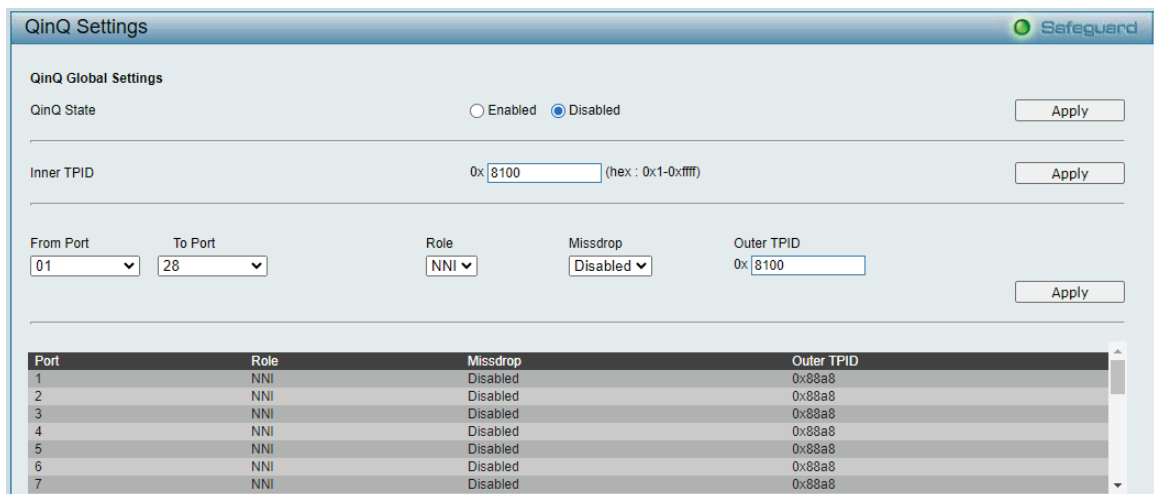 QinQ Settings Safeguard
QinQ Global Settings
QinQ State Enabled Disabled Apply
Inner TPID 0x 8100 (hex : 0x1-0xffff) Apply
From Port To Port Role Missdrop Outer TPID
01 28 NNI Disabled 0x 8100
Apply
Port Role Missdrop Outer TPID
1 NNI Disabled 0x88a8
2 NNI Disabled 0x88a8
3 NNI Disabled 0x88a8
4 NNI Disabled 0x88a8
5 NNI Disabled 0x88a8
6 NNI Disabled 0x88a8
7 NNI Disabled 0x88a8